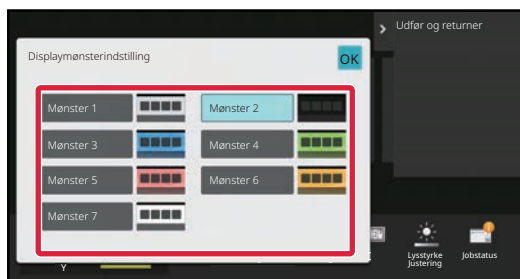 Udfør og returner
Displaymønsterindstilling
OK
Mønster 1
Mønster 2
Mønster 3
Mønster 4
Mønster 5
Mønster 6
Mønster 7
Lysstyrke
Justering
Jobstatus
Y